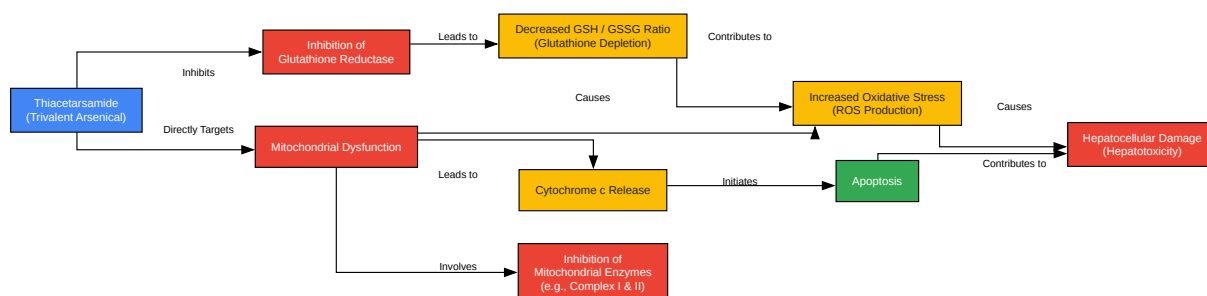 Inhibition of
Glutathione Reductase
Leads to
Decreased GSH / GSSG Ratio
(Glutathione Depletion)
Contributes to
Inhibits
Thiacetarsamide
(Trivalent Arsenical)
Causes
Increased Oxidative Stress
(ROS Production)
Causes
Directly Targets
Mitochondrial Dysfunction
Hepatocellular Damage
(Hepatotoxicity)
Leads to
Cytochrome c Release
Initiates
Apoptosis
Contributes to
Involves
Inhibition of
Mitochondrial Enzymes
(e.g., Complex I & II)